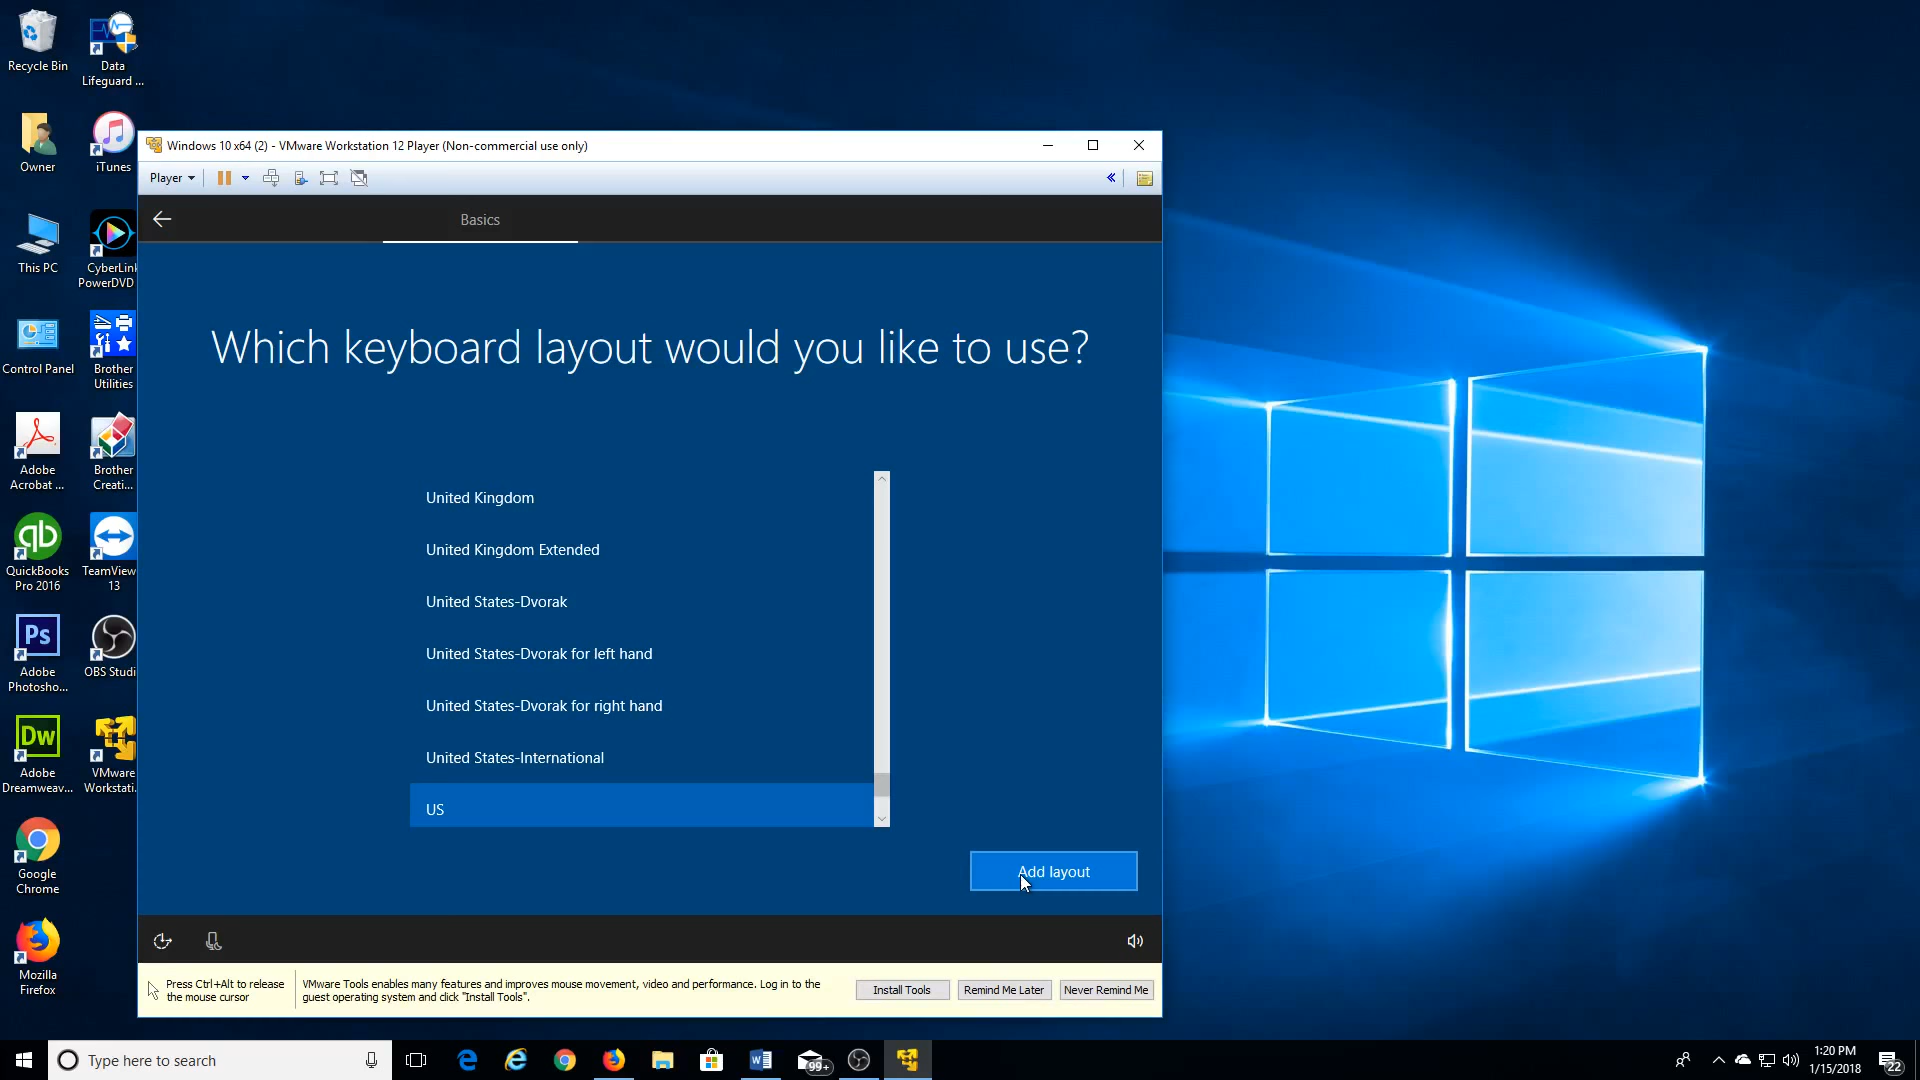 Recycle Bin
Data
Lifeguard ...
Owner
iTunes
This PC
CyberLink
PowerDVD
Control Panel
Brother
Utilities
Adobe
Acrobat ...
Brother
Creati...
qb
QuickBooks
Pro 2016
TeamView
13
Ps
Adobe
Photosho...
OBS Studi
Dw
Adobe
Dreamweav...
VMware
Workstati.
Google
Chrome
Mozilla
Firefox
Windows 10 x64 (2) - VMware Workstation 12 Player (Non-commercial use only)
Player
Basics
Which keyboard layout would you like to use?
United Kingdom
United Kingdom Extended
United States-Dvorak
United States-Dvorak for left hand
United States-Dvorak for right hand
United States-International
US
Add layout
Press Ctrl+Alt to release
the mouse cursor
VMware Tools enables many features and improves mouse movement, video and performance. Log in to the
guest operating system and click "Install Tools".
Install Tools
Remind Me Later
Never Remind Me
Type here to search
99+
1:20 PM
1/15/2018
22